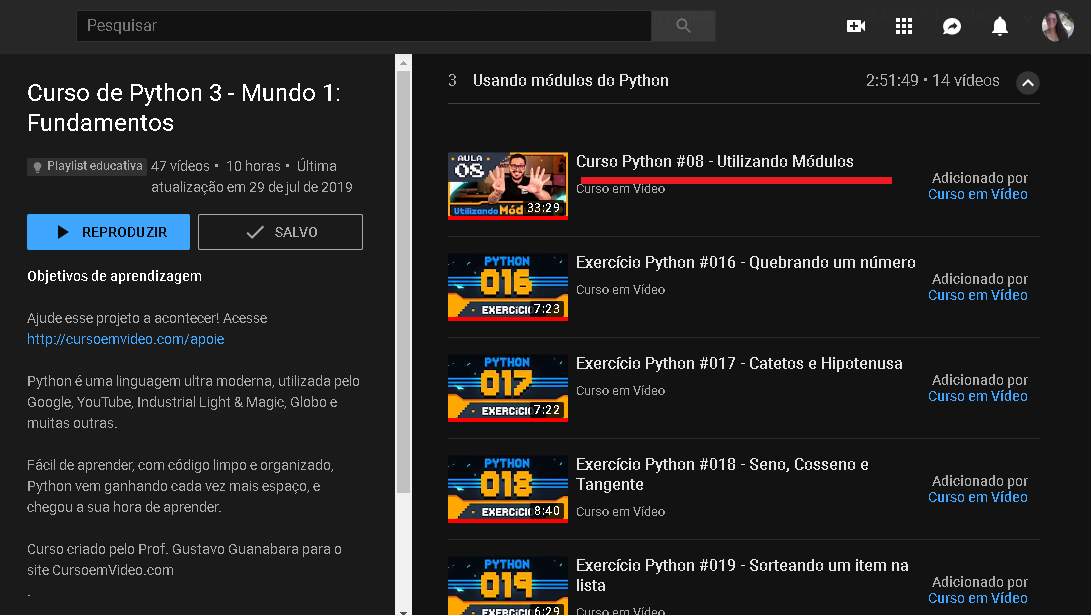 Pesquisar
Curso de Python 3 - Mundo 1:
Fundamentos
Playlist educativa 47 vídeos • 10 horas • Última
atualização em 29 de jul de 2019
REPRODUZIR
SALVO
Objetivos de aprendizagem
Ajude esse projeto a acontecer! Acesse
http://cursoemvideo.com/apoie
Python é uma linguagem ultra moderna, utilizada pelo
Google, YouTube, Industrial Light & Magic, Globo e
muitas outras.
Fácil de aprender, com código limpo e organizado,
Python vem ganhando cada vez mais espaço, e
chegou a sua hora de aprender.
Curso criado pelo Prof. Gustavo Guanabara para o
site CursoemVideo.com
.
3 Usando módulos do Python
2:51:49 • 14 vídeos
AULA
08
Utilizando Mód
33:29
Curso Python #08 - Utilizando Módulos
Curso em Vídeo
Adicionado por
Curso em Vídeo
PYTHON
016
EXERCÍCI
7:23
Exercício Python #016 - Quebrando um número
Curso em Vídeo
Adicionado por
Curso em Vídeo
PYTHON
017
EXERCÍCI
7:22
Exercício Python #017 - Catetos e Hipotenusa
Curso em Vídeo
Adicionado por
Curso em Vídeo
PYTHON
018
EXERCÍCI
8:40
Exercício Python #018 - Seno, Cosseno e
Tangente
Curso em Vídeo
Adicionado por
Curso em Vídeo
PYTHON
019
EXERCÍCI
6:29
Exercício Python #019 - Sorteando um item na
lista
Curso em Vídeo
Adicionado por
Curso em Vídeo